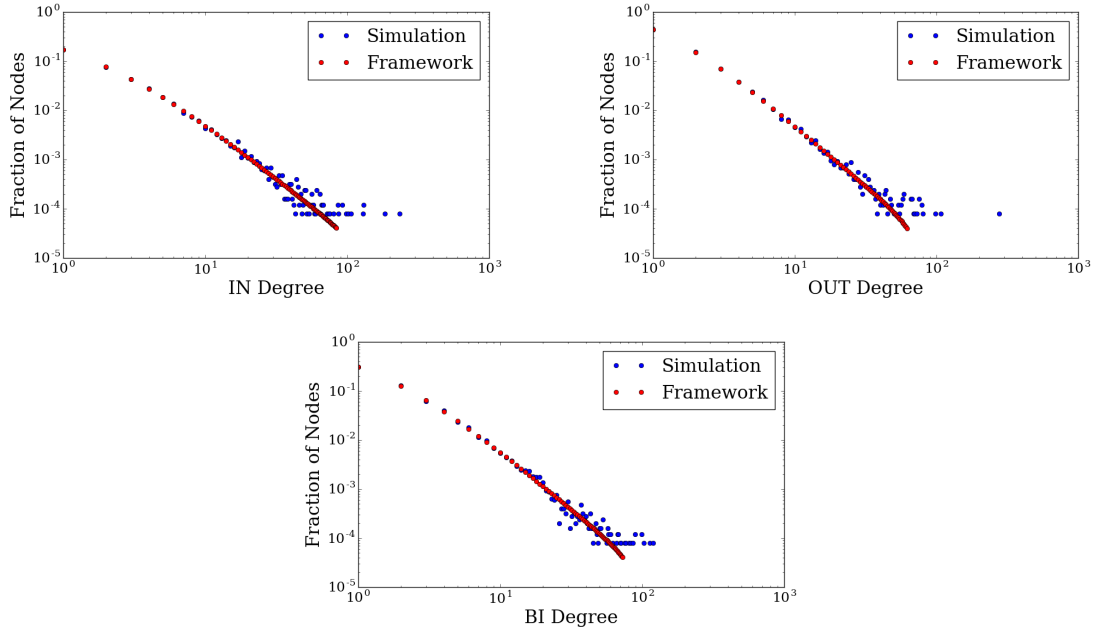 10^0
10^-1
10^-2
10^-3
10^-4
10^-5
Fraction of Nodes
Simulation
Framework
10^0 10^1 10^2 10^3
IN Degree
10^0
10^-1
10^-2
10^-3
10^-4
10^-5
Fraction of Nodes
Simulation
Framework
10^0 10^1 10^2 10^3
OUT Degree
10^0
10^-1
10^-2
10^-3
10^-4
10^-5
Fraction of Nodes
Simulation
Framework
10^0 10^1 10^2 10^3
BI Degree